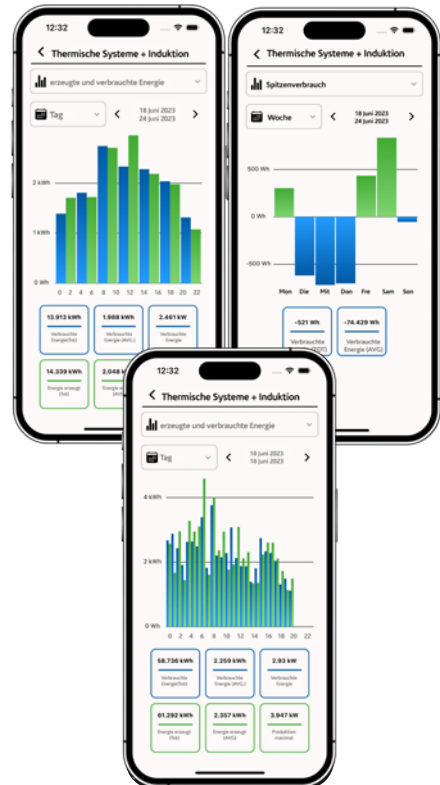 12:32
Thermische Systeme + Induktion
erzeugte und verbrauchte Energie
Tag
18 Juni 2023
24 Juni 2023
2 kWh
1 kWh
0 Wh
0 2 4 6 8 10 12 14 16 18 20 22
13.913 kWh
Verbrauchte
Energie(Tot)
1.988 kWh
Verbrauchte
Energie (AVG.)
2.461 kW
Verbrauchte
Energie
14.339 kWh
Energie erzeugt
(Tot)
2.048 k
12:32
Thermische Systeme + Induktion
Spitzenverbrauch
Woche
18 Juni 2023
24 Juni 2023
500 Wh
0 Wh
-500 Wh
Mon Die Mit Don Fre Sam Son
-521 Wh
Verbrauchte
-74.429 Wh
Verbrauchte
Energie (AVG)
12:32
Thermische Systeme + Induktion
erzeugte und verbrauchte Energie
Tag
18 Juni 2023
18 Juni 2023
4 kWh
2 kWh
0 Wh
0 2 4 6 8 10 12 14 16 18 20 22
58.736 kWh
Verbrauchte
Energie(Tot)
2.259 kWh
Verbrauchte
Energie (AVG.)
2.93 kW
Verbrauchte
Energie
61.292 kWh
Energie erzeugt
(Tot)
2.357 kWh
Energie erzeugt
(AVG)
3.947 kW
Produktion
maximal